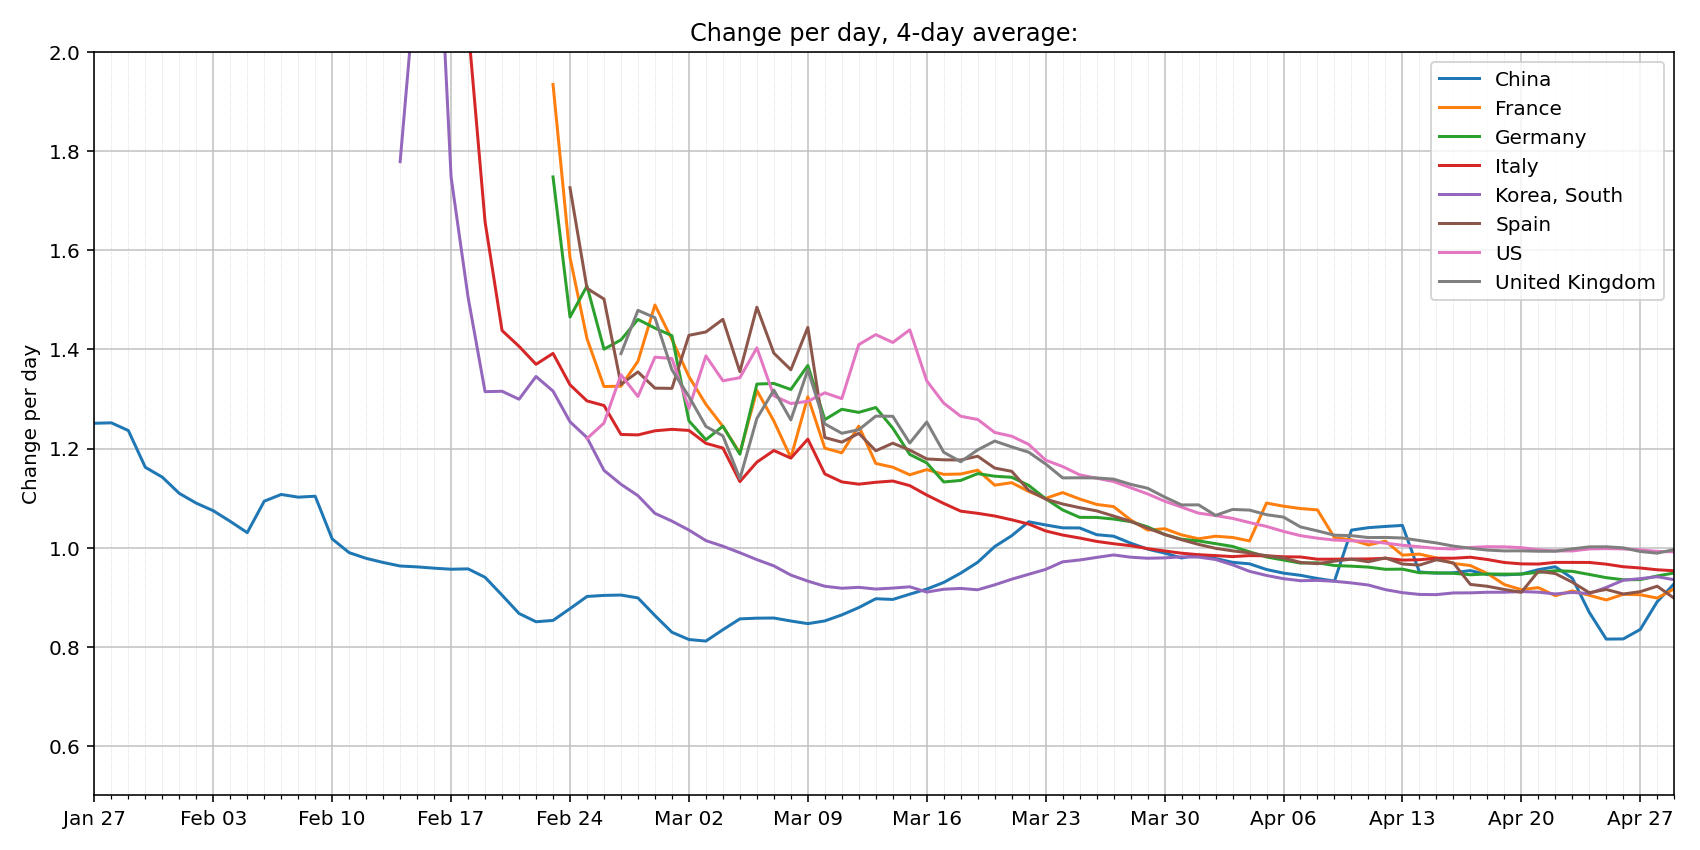 Change per day, 4-day average:
Change per day
2.0
1.8
1.6
1.4
1.2
1.0
0.8
0.6
China
France
Germany
Italy
Korea, South
Spain
US
United Kingdom
Jan 27 Feb 03 Feb 10 Feb 17 Feb 24 Mar 02 Mar 09 Mar 16 Mar 23 Mar 30 Apr 06 Apr 13 Apr 20 Apr 27